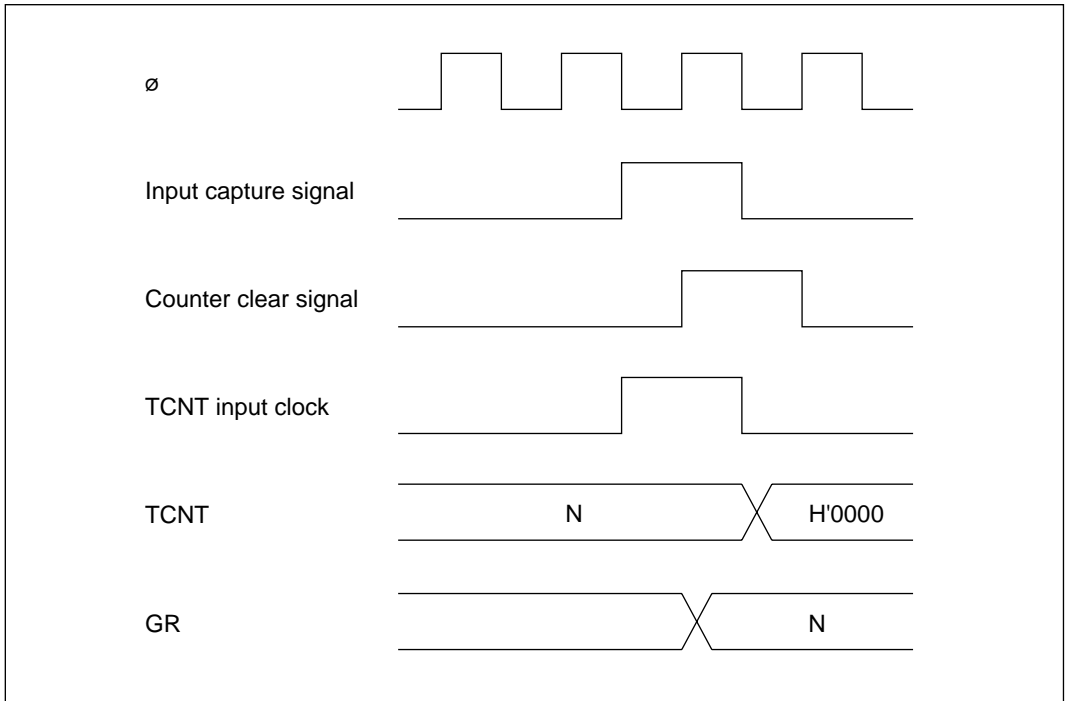 ø
Input capture signal
Counter clear signal
TCNT input clock
TCNT N H'0000
GR N